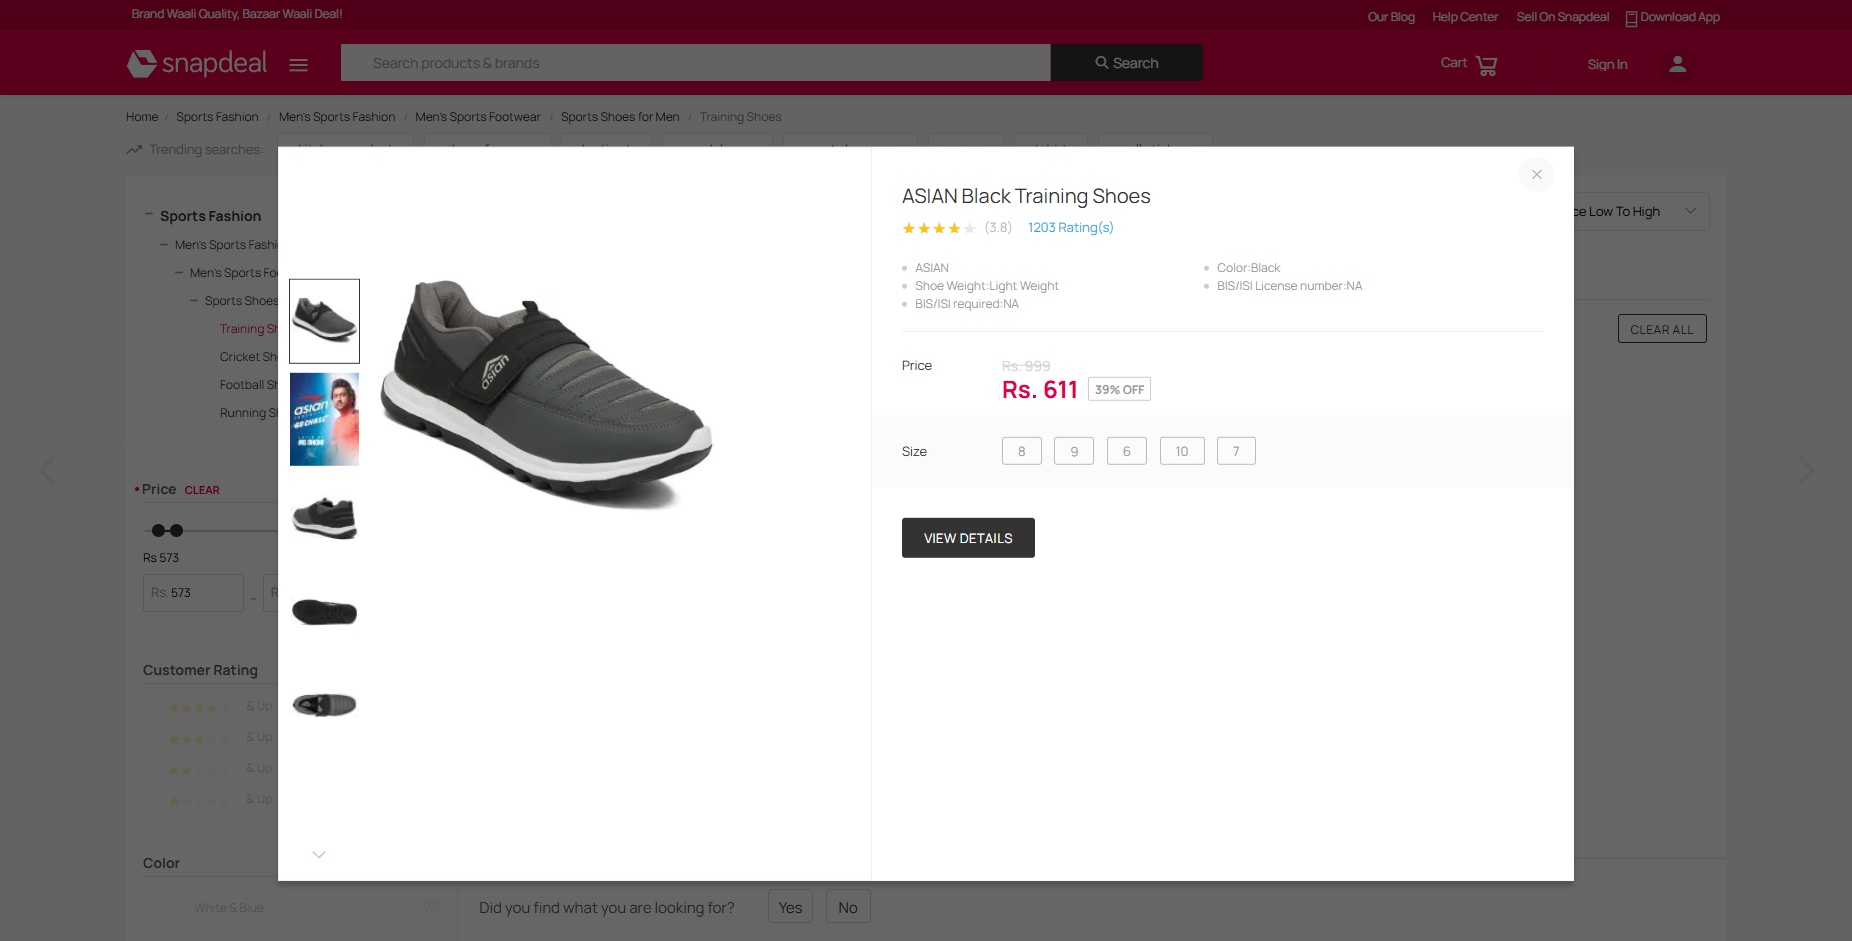 Brand Waali Quality, Bazaar Waali Deal!
Our Blog
Help Center
Sell On Snapdeal
Download App
snapdeal
Search products & brands
Search
Cart
Sign In
Home / Sports Fashion / Men's Sports Fashion / Men's Sports Footwear / Sports Shoes for Men / Training Shoes
Trending searches:
Sports Fashion
Men's Sports Fashi
Men's Sports Fo
Sports Shoes
Training Sh
Cricket Sh
Football Sh
Running Sh
ce Low To High
CLEAR ALL
Price CLEAR
Rs 573
Rs. 573
-
R
Customer Rating
& Up
& Up
& Up
& Up
Color
White & Blue
(0)
asian
asian
ASIAN Black Training Shoes
(3.8) 1203 Rating(s)
ASIAN
Color:Black
Shoe Weight:Light Weight
BIS/ISI License number:NA
BIS/ISI required:NA
Price
Rs. 999
Rs. 611
39% OFF
Size
8
9
6
10
7
VIEW DETAILS
Did you find what you are looking for?
Yes
No